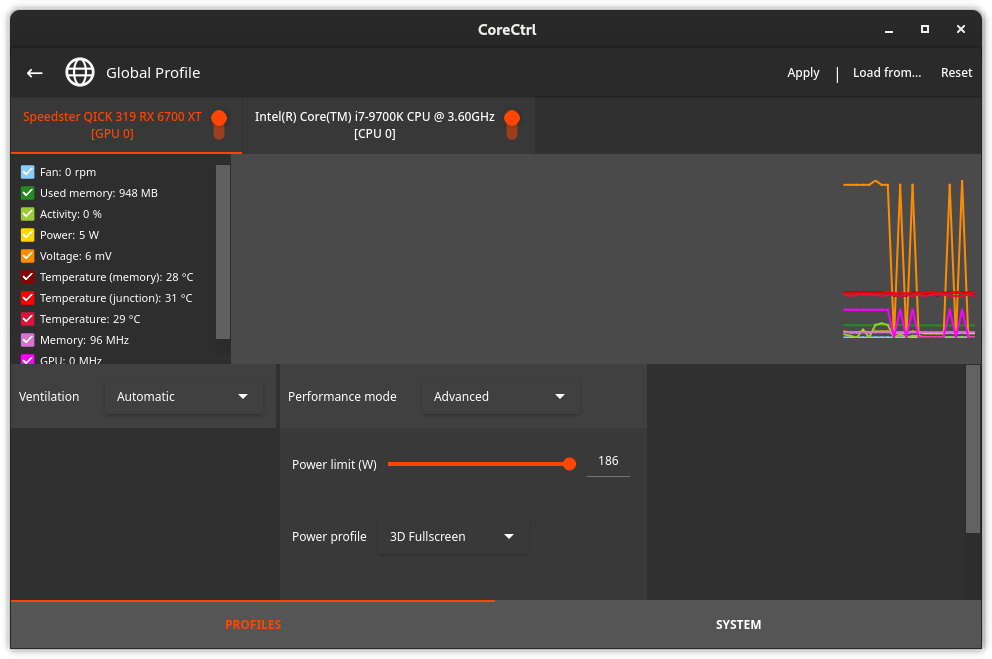 CoreCtrl
Global Profile
Apply | Load from... Reset
Speedster QICK 319 RX 6700 XT
[GPU 0]
Intel(R) Core(TM) i7-9700K CPU @ 3.60GHz
[CPU 0]
Fan: 0 rpm
Used memory: 948 MB
Activity: 0 %
Power: 5 W
Voltage: 6 mV
Temperature (memory): 28 °C
Temperature (junction): 31 °C
Temperature: 29 °C
Memory: 96 MHz
GPU: 0 MHz
Ventilation Automatic
Performance mode Advanced
Power limit (W) 186
Power profile 3D Fullscreen
PROFILES SYSTEM